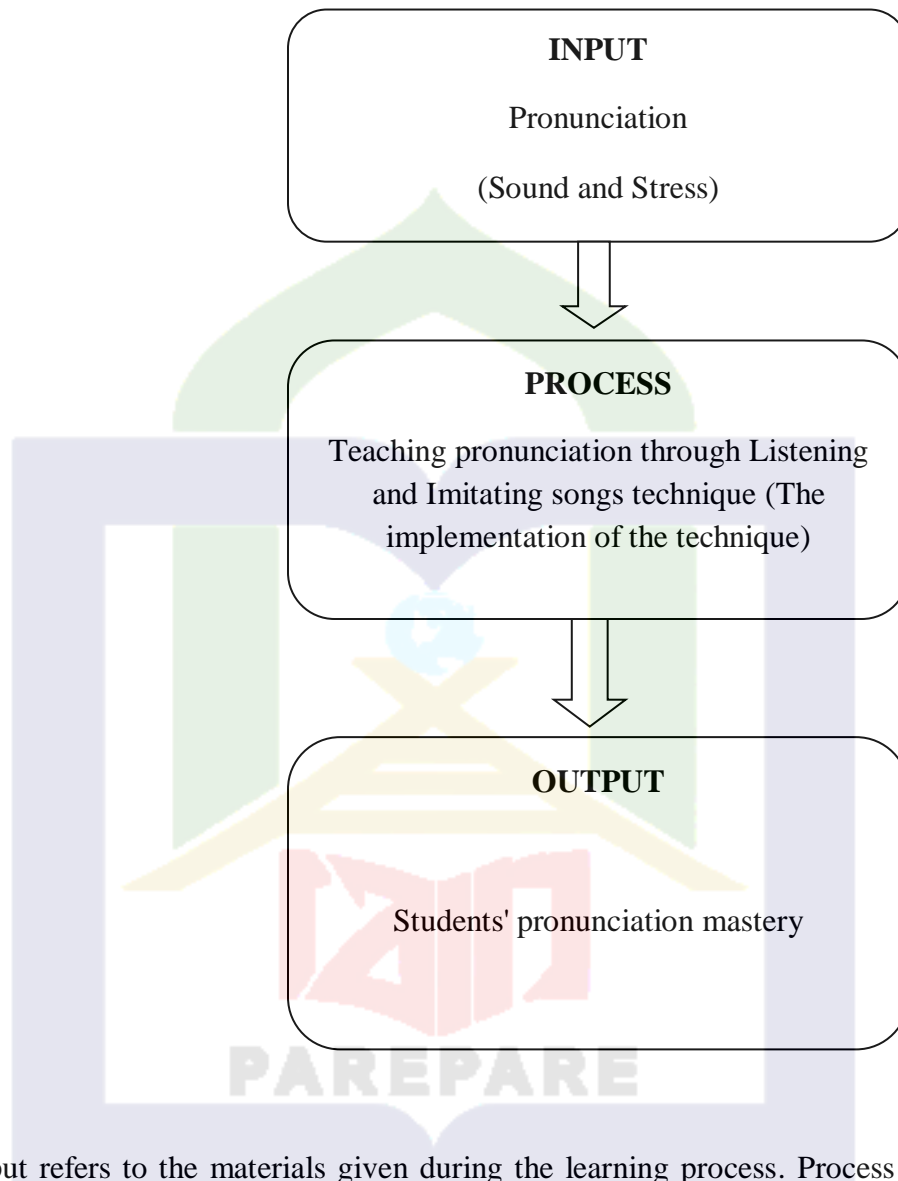 INPUT
Pronunciation
(Sound and Stress)
PROCESS
Teaching pronunciation through Listening
and Imitating songs technique (The
implementation of the technique)
OUTPUT
Students' pronunciation mastery
PAREPARE
refers to the materials given during the learning process. Process